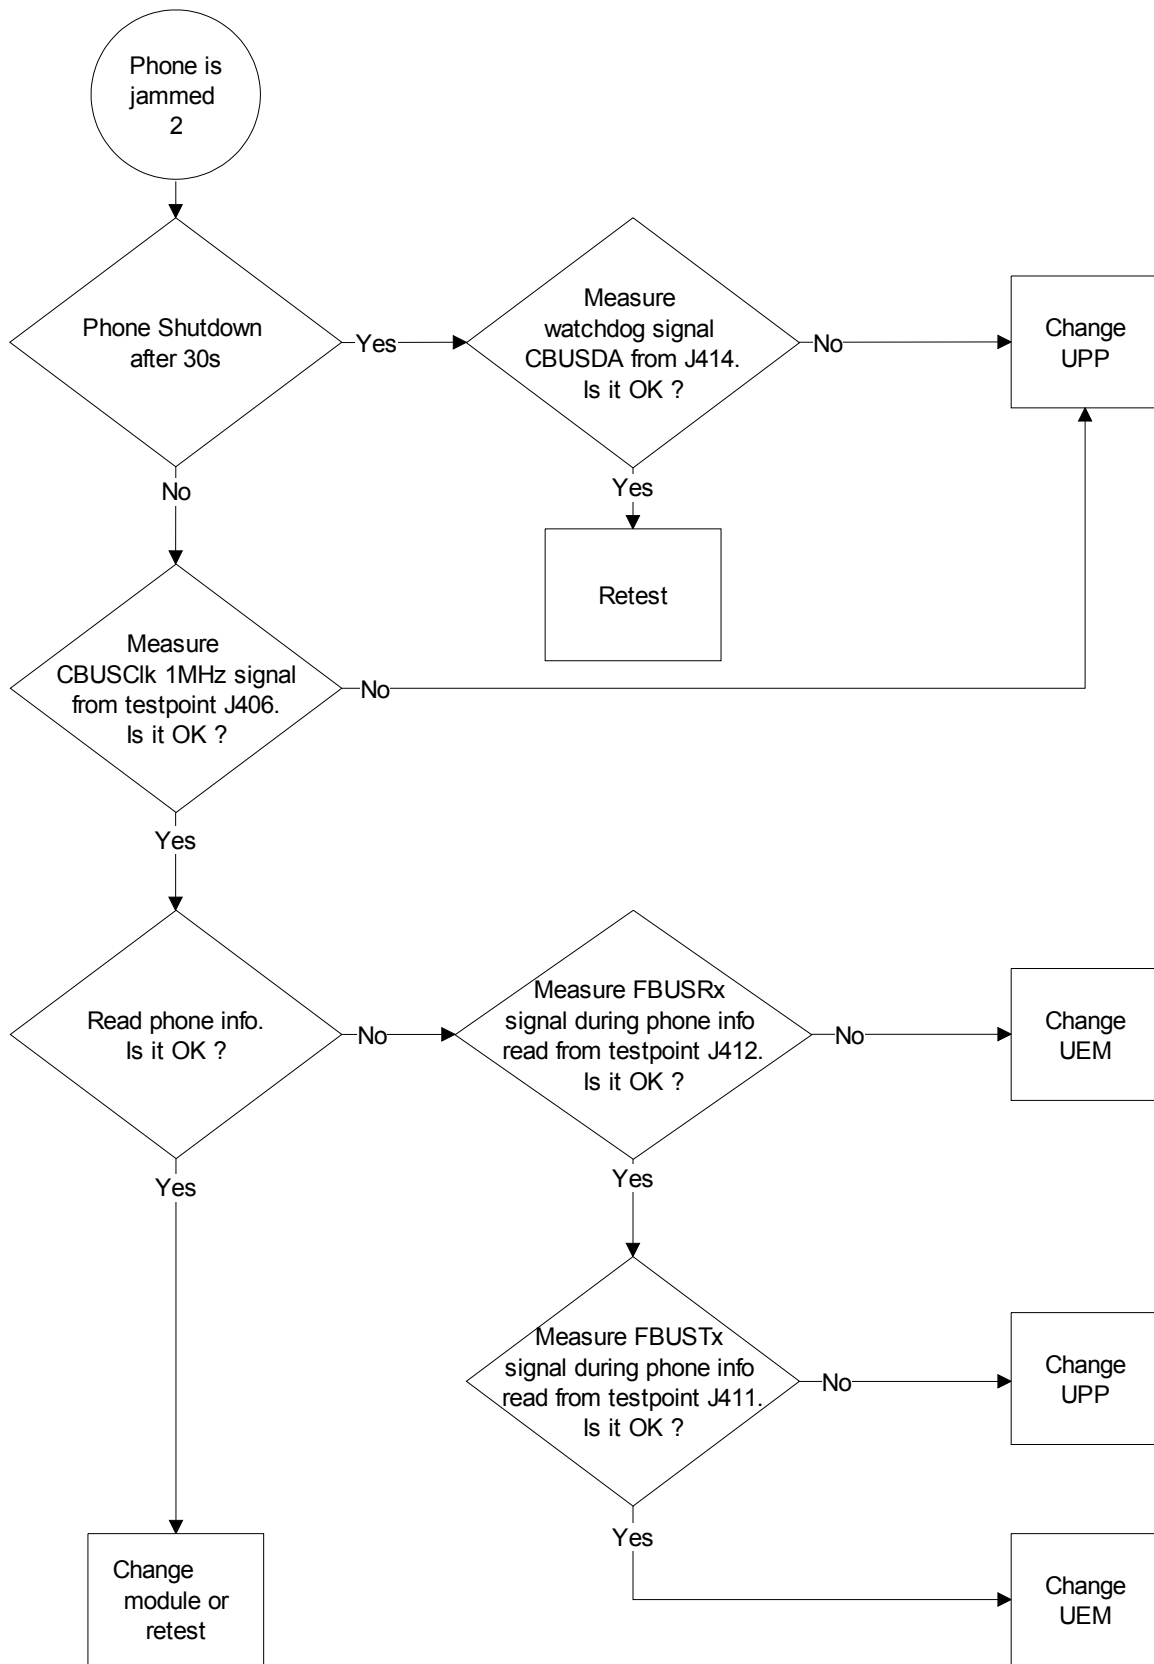 Phone is
jammed
2
Phone Shutdown
after 30s
Yes
Measure
watchdog signal
CBUSDA from J414.
Is it OK ?
No
Change
UPP
No
Yes
Retest
Measure
CBUSClk 1MHz signal
from testpoint J406.
Is it OK ?
No
Yes
Read phone info.
Is it OK ?
No
Measure FBUSRx
signal during phone info
read from testpoint J412.
Is it OK ?
No
Change
UEM
Yes
Yes
Measure FBUSTx
signal during phone info
read from testpoint J411.
Is it OK ?
No
Change
UPP
Yes
Change
module or
retest
Change
UEM